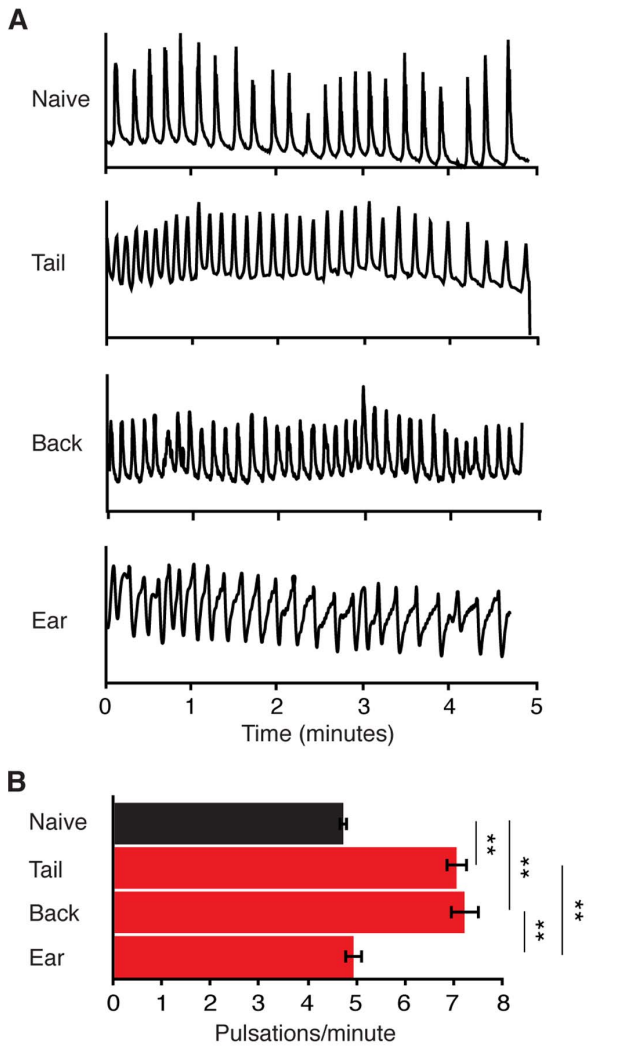 A
Naive
Tail
Back
Ear
0 1 2 3 4 5
Time (minutes)
B
Naive
Tail
Back
Ear
** ** ** **
0 1 2 3 4 5 6 7 8
Pulsations/minute